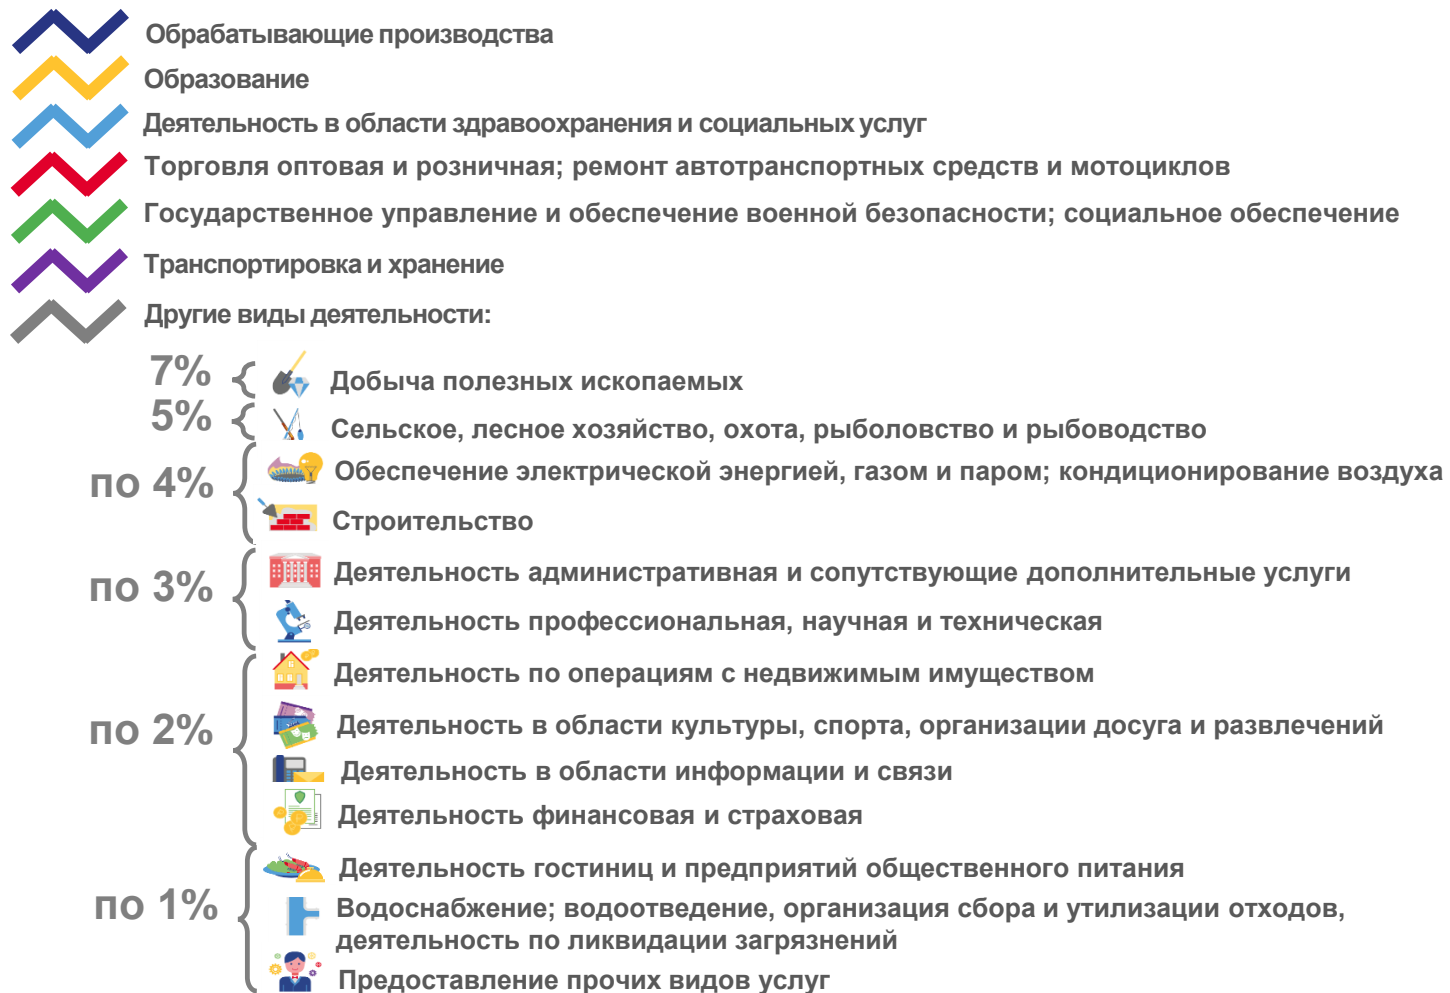 Обрабатывающие производства
Образование
Деятельность в области здравоохранения и социальных услуг
Торговля оптовая и розничная; ремонт автотранспортных средств и мотоциклов
Государственное управление и обеспечение военной безопасности; социальное обеспечение
Транспортировка и хранение
Другие виды деятельности:
7%
Добыча полезных ископаемых
5%
Сельское, лесное хозяйство, охота, рыболовство и рыбоводство
по 4%
Обеспечение электрической энергией, газом и паром; кондиционирование воздуха
Строительство
по 3%
Деятельность административная и сопутствующие дополнительные услуги
Деятельность профессиональная, научная и техническая
по 2%
Деятельность по операциям с недвижимым имуществом
Деятельность в области культуры, спорта, организации досуга и развлечений
Деятельность в области информации и связи
Деятельность финансовая и страховая
по 1%
Деятельность гостиниц и предприятий общественного питания
Водоснабжение; водоотведение, организация сбора и утилизации отходов,
деятельность по ликвидации загрязнений
Предоставление прочих видов услуг